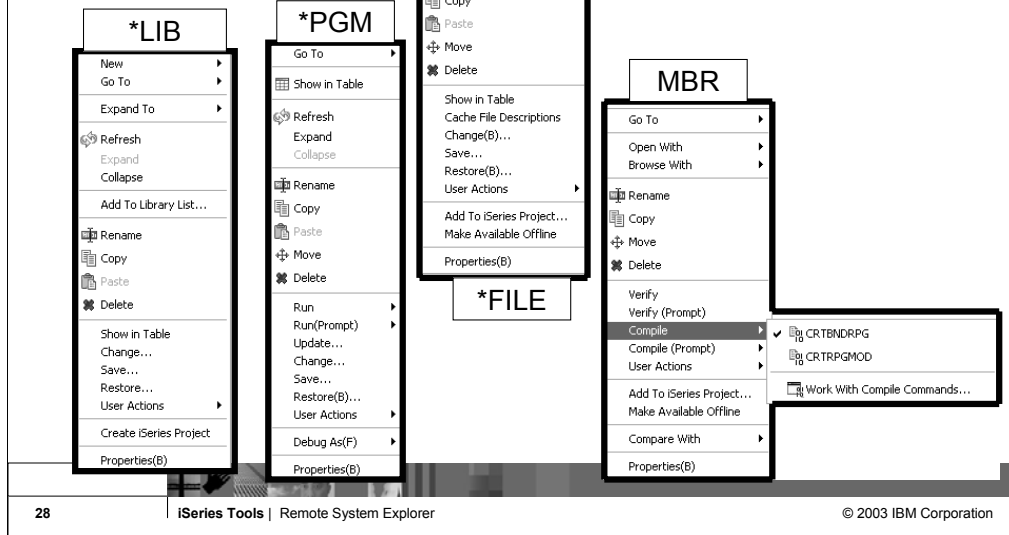 *LIB
New
Go To
Expand To
Refresh
Expand
Collapse
Add To Library List...
Rename
Copy
Paste
Delete
Show in Table
Change...
Save...
Restore...
User Actions
Create iSeries Project
Properties(B)
*PGM
Go To
Show in Table
Refresh
Expand
Collapse
Rename
Copy
Paste
Move
Delete
Run
Run(Prompt)
Update...
Change...
Save...
Restore(B)...
User Actions
Debug As(F)
Properties(B)
Copy
Paste
Move
Delete
Show in Table
Cache File Descriptions
Change(B)...
Save...
Restore(B)...
User Actions
Add To iSeries Project...
Make Available Offline
Properties(B)
*FILE
MBR
Go To
Open With
Browse With
Rename
Copy
Move
Delete
Verify
Verify (Prompt)
Compile
Compile (Prompt)
User Actions
Add To iSeries Project...
Make Available Offline
Compare With
Properties(B)
CRTBNDRPG
CRTRPGMOD
Work With Compile Commands...
28 iSeries Tools | Remote System Explorer © 2003 IBM Corporation